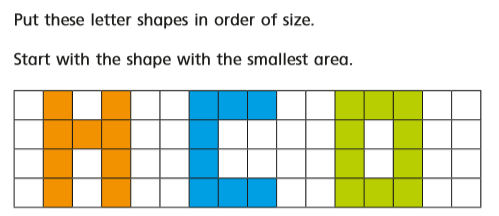 Put these letter shapes in order of size.
Start with the shape with the smallest area.